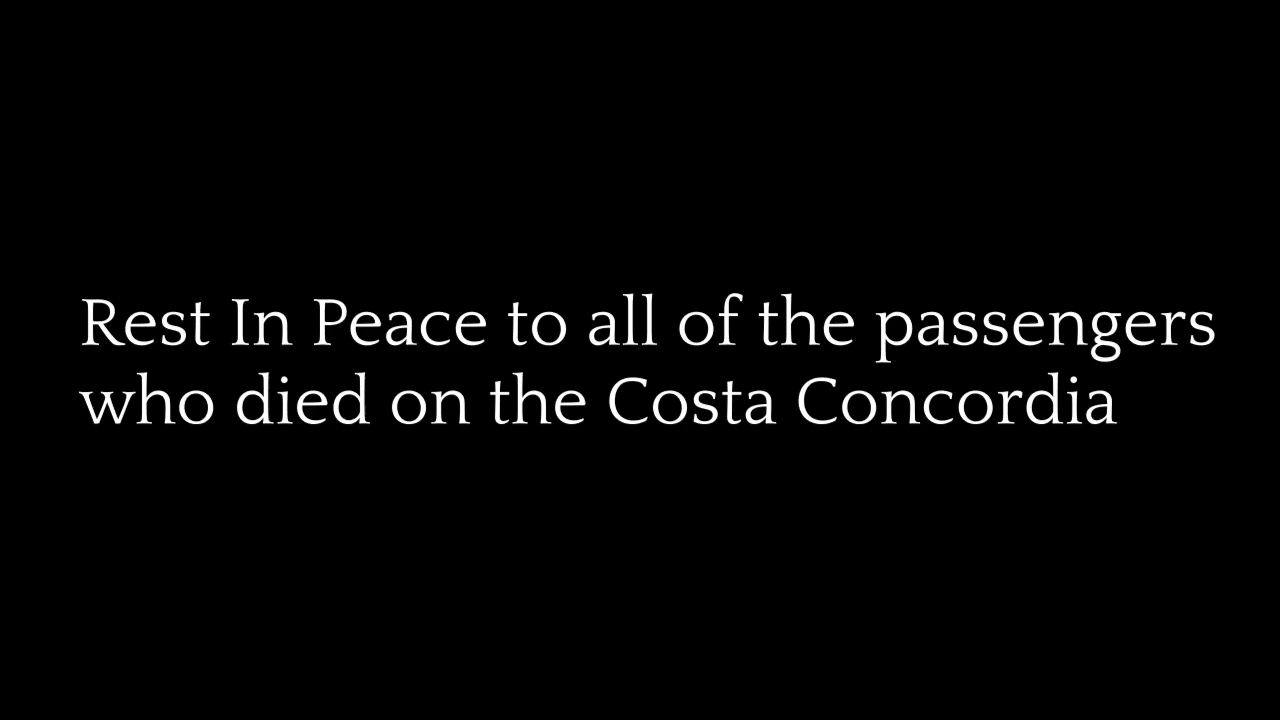 Rest In Peace to all of the passengers
who died on the Costa Concordia